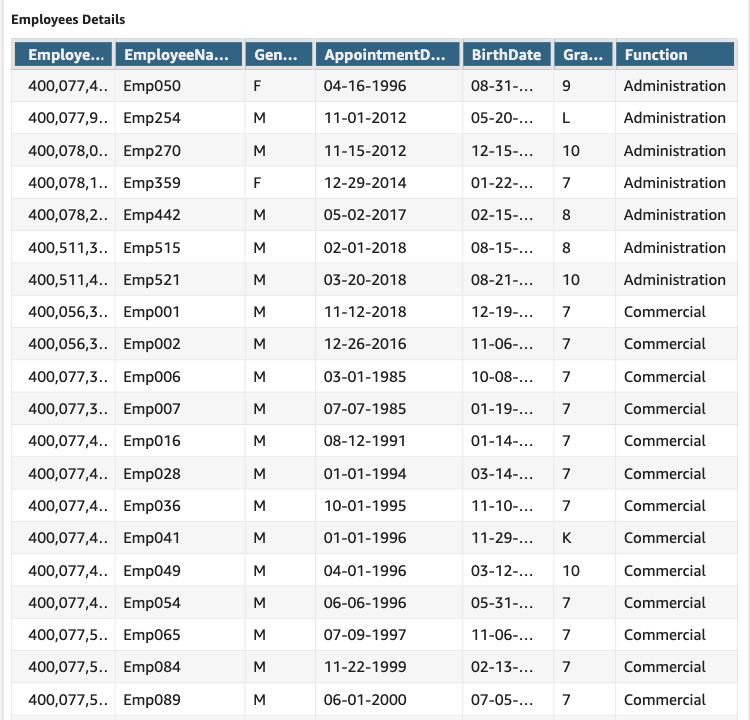 Employees Details
Employe... EmployeeNa... Gen... AppointmentD... BirthDate Gra... Function
400,077,4.. Emp050 F 04-16-1996 08-31-... 9 Administration
400,077,9.. Emp254 M 11-01-2012 05-20-... L Administration
400,078,0.. Emp270 M 11-15-2012 12-15-... 10 Administration
400,078,1.. Emp359 F 12-29-2014 01-22-... 7 Administration
400,078,2.. Emp442 M 05-02-2017 02-15-... 8 Administration
400,511,3.. Emp515 M 02-01-2018 08-15-... 8 Administration
400,511,4.. Emp521 M 03-20-2018 08-21-... 10 Administration
400,056,3.. Emp001 M 11-12-2018 12-19-... 7 Commercial
400,056,3.. Emp002 M 12-26-2016 11-06-... 7 Commercial
400,077,3.. Emp006 M 03-01-1985 10-08-... 7 Commercial
400,077,3.. Emp007 M 07-07-1985 01-19-... 7 Commercial
400,077,4.. Emp016 M 08-12-1991 01-14-... 7 Commercial
400,077,4.. Emp028 M 01-01-1994 03-14-... 7 Commercial
400,077,4.. Emp036 M 10-01-1995 11-10-... 7 Commercial
400,077,4.. Emp041 M 01-01-1996 11-29-... K Commercial
400,077,4.. Emp049 M 04-01-1996 03-12-... 10 Commercial
400,077,4.. Emp054 M 06-06-1996 05-31-... 7 Commercial
400,077,5.. Emp065 M 07-09-1997 11-06-... 7 Commercial
400,077,5.. Emp084 M 11-22-1999 02-13-... 7 Commercial
400,077,5.. Emp089 M 06-01-2000 07-05-... 7 Commercial